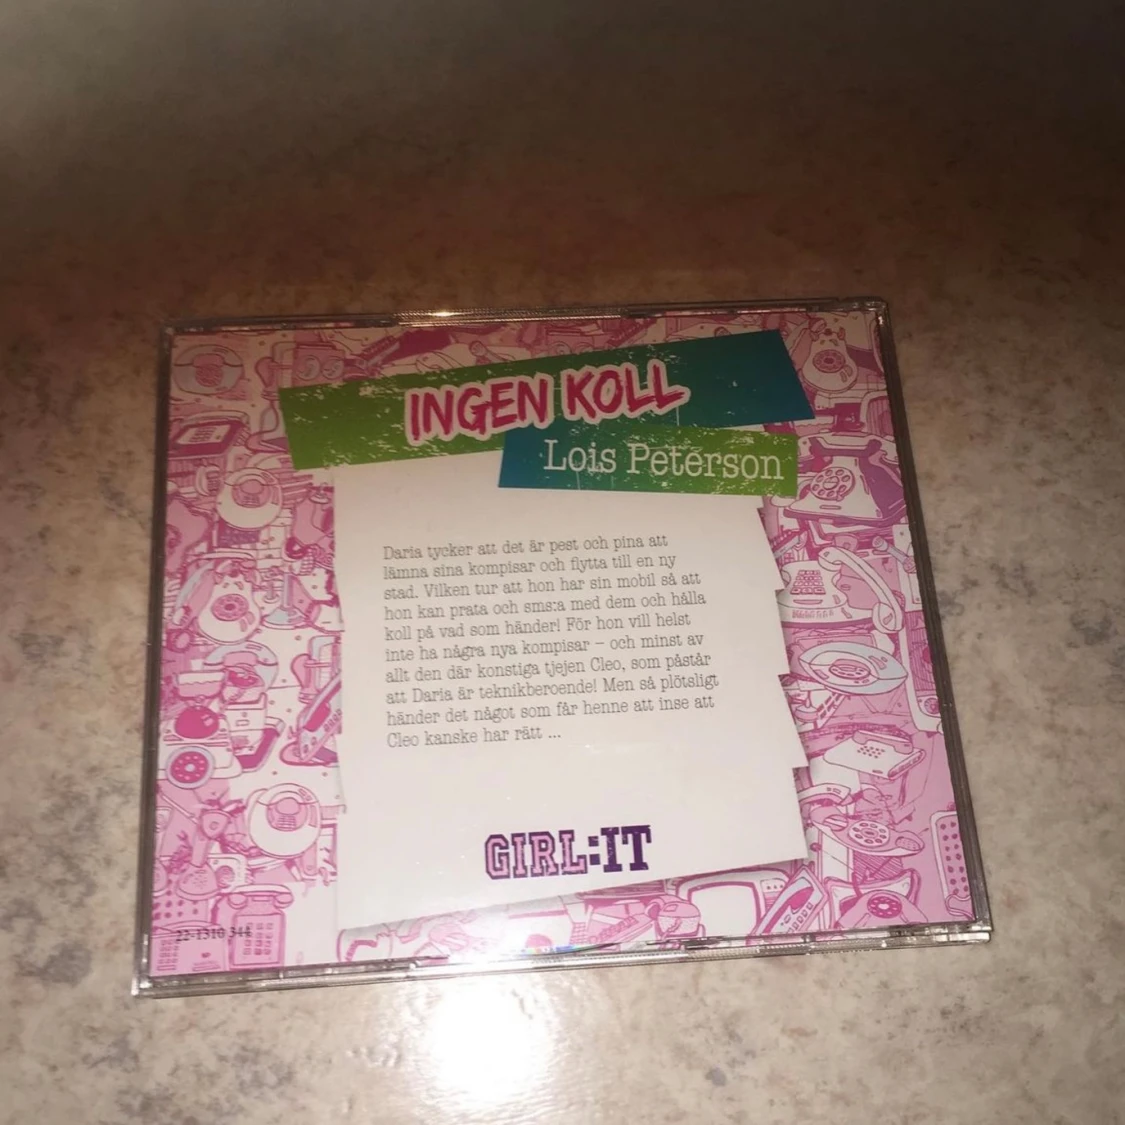 INGEN KOLL
Lois Peterson
Daria tycker att det är pest och pina att
lämna sina kompisar och flytta till en ny
stad. Vilken tur att hon har sin mobil så att
hon kan prata och sms:a med dem och hålla
koll på vad som händer! För hon vill helst
inte ha några nya kompisar – och minst av
allt den där konstiga tjejen Cleo, som påstår
att Daria är teknikberoende! Men så plötsligt
händer det något som får henne att inse att
Cleo kanske har rätt ...
GIRL:IT
22-1310 344